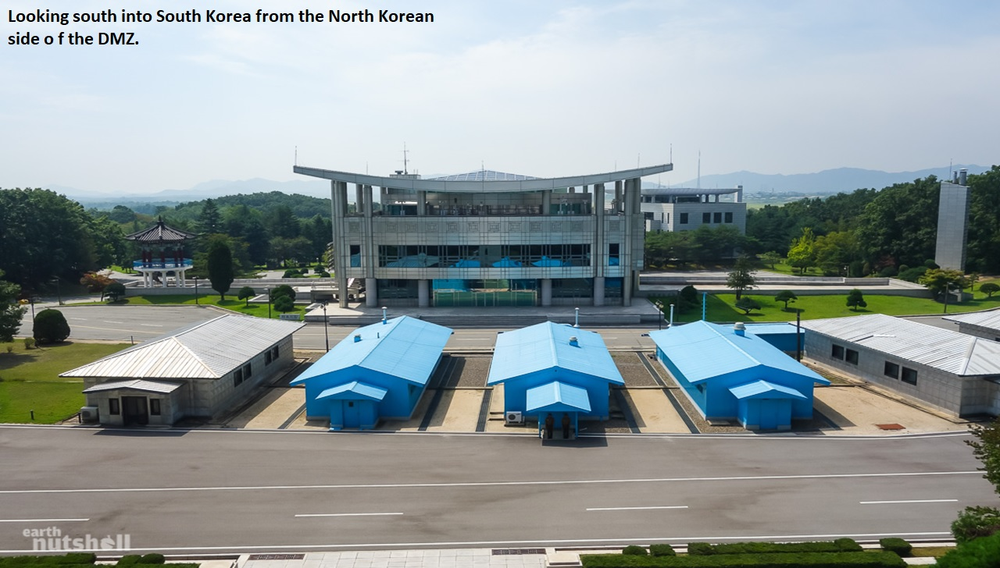 Looking south into South Korea from the North Korean
side o f the DMZ.
earth
nutshell